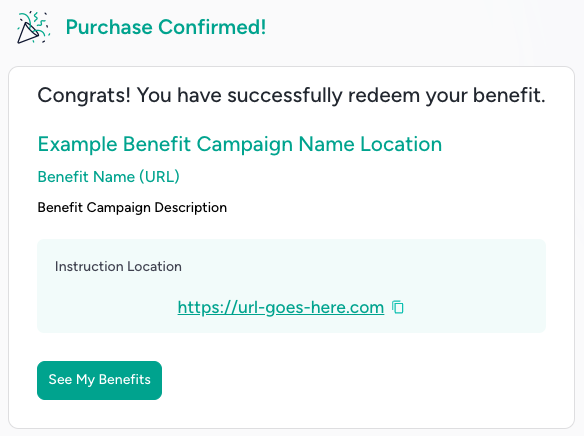 Purchase Confirmed!
Congrats! You have successfully redeem your benefit.
Example Benefit Campaign Name Location
Benefit Name (URL)
Benefit Campaign Description
Instruction Location
https://url-goes-here.com
See My Benefits